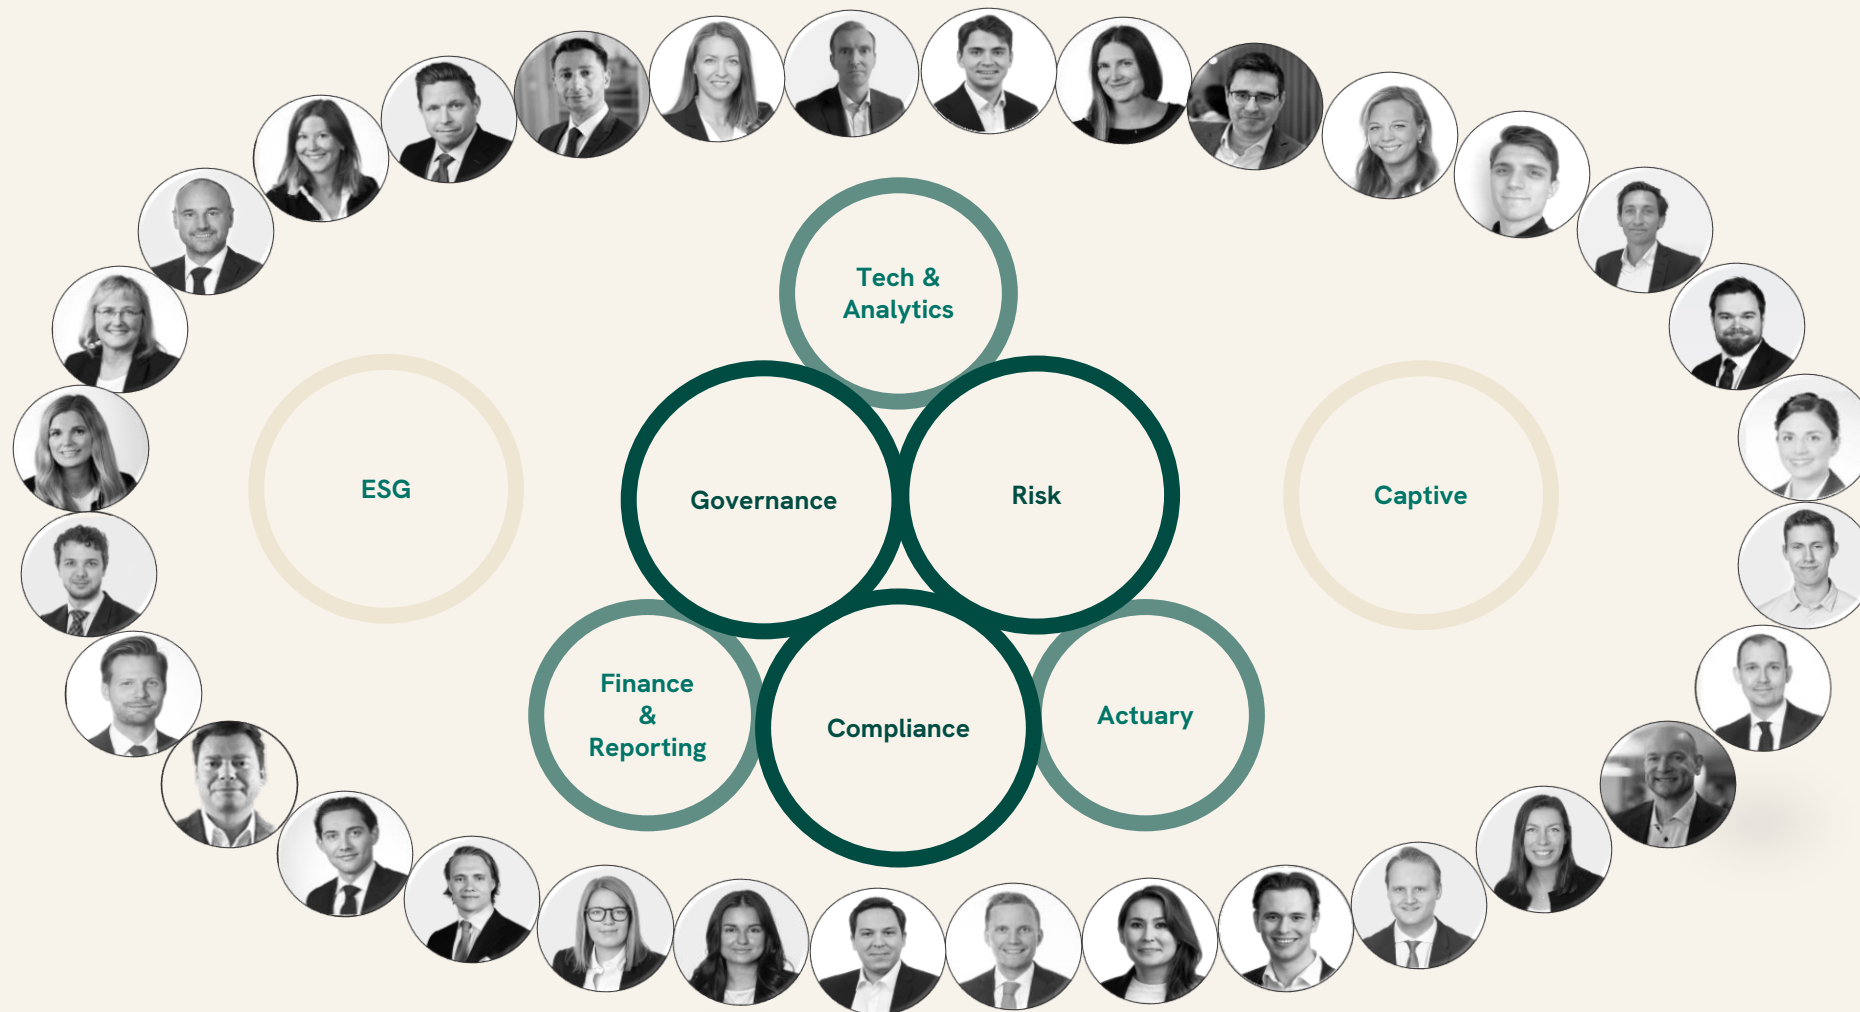 Tech &
Analytics
ESG
Governance
Risk
Captive
Finance
&
Reporting
Compliance
Actuary